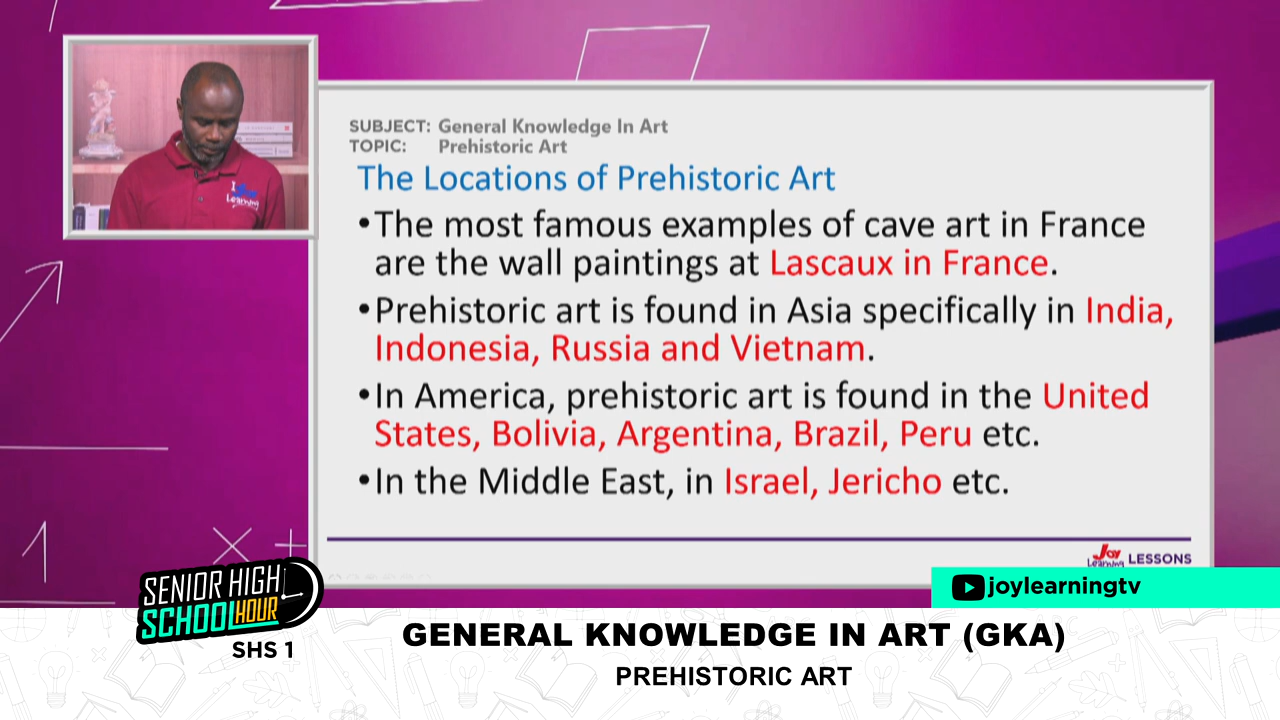 SUBJECT: General Knowledge In Art
TOPIC: Prehistoric Art
The Locations of Prehistoric Art
•The most famous examples of cave art in France
are the wall paintings at Lascaux in France.
•Prehistoric art is found in Asia specifically in India,
Indonesia, Russia and Vietnam.
•In America, prehistoric art is found in the United
States, Bolivia, Argentina, Brazil, Peru etc.
•In the Middle East, in Israel, Jericho etc.
Joy
Learning
LESSONS
joylearningtv
SENIOR HIGH
SCHOOL HOUR
SHS 1
GENERAL KNOWLEDGE IN ART (GKA)
PREHISTORIC ART
I
Learning